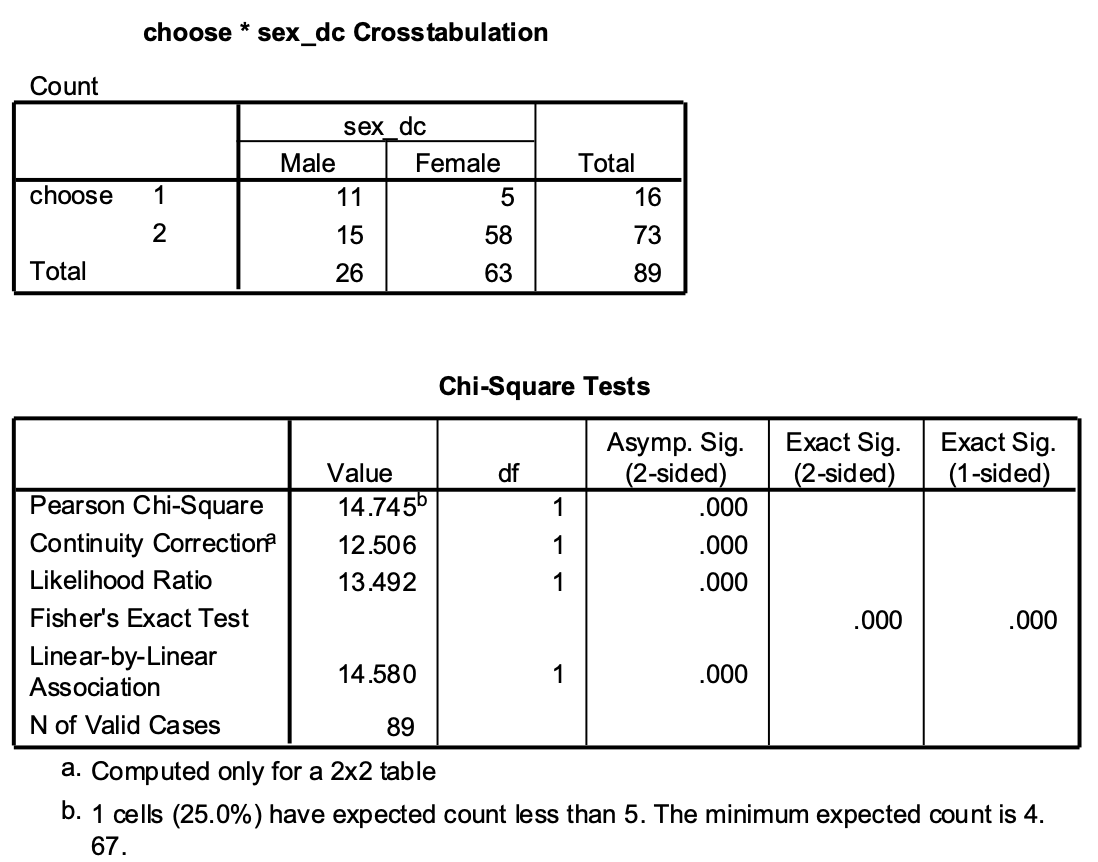 choose * sex_dc Crosstabulation
Count
sex_dc
Male Female Total
choose 1 11 5 16
2 15 58 73
Total 26 63 89
Chi-Square Tests
Asymp. Sig. Exact Sig. Exact Sig.
Value df (2-sided) (2-sided) (1-sided)
Pearson Chi-Square 14.745b 1 .000
Continuity Correctiona 12.506 1 .000
Likelihood Ratio 13.492 1 .000
Fisher's Exact Test .000 .000
Linear-by-Linear
Association 14.580 1 .000
N of Valid Cases 89
a. Computed only for a 2x2 table
b. 1 cells (25.0%) have expected count less than 5. The minimum expected count is 4.
67.